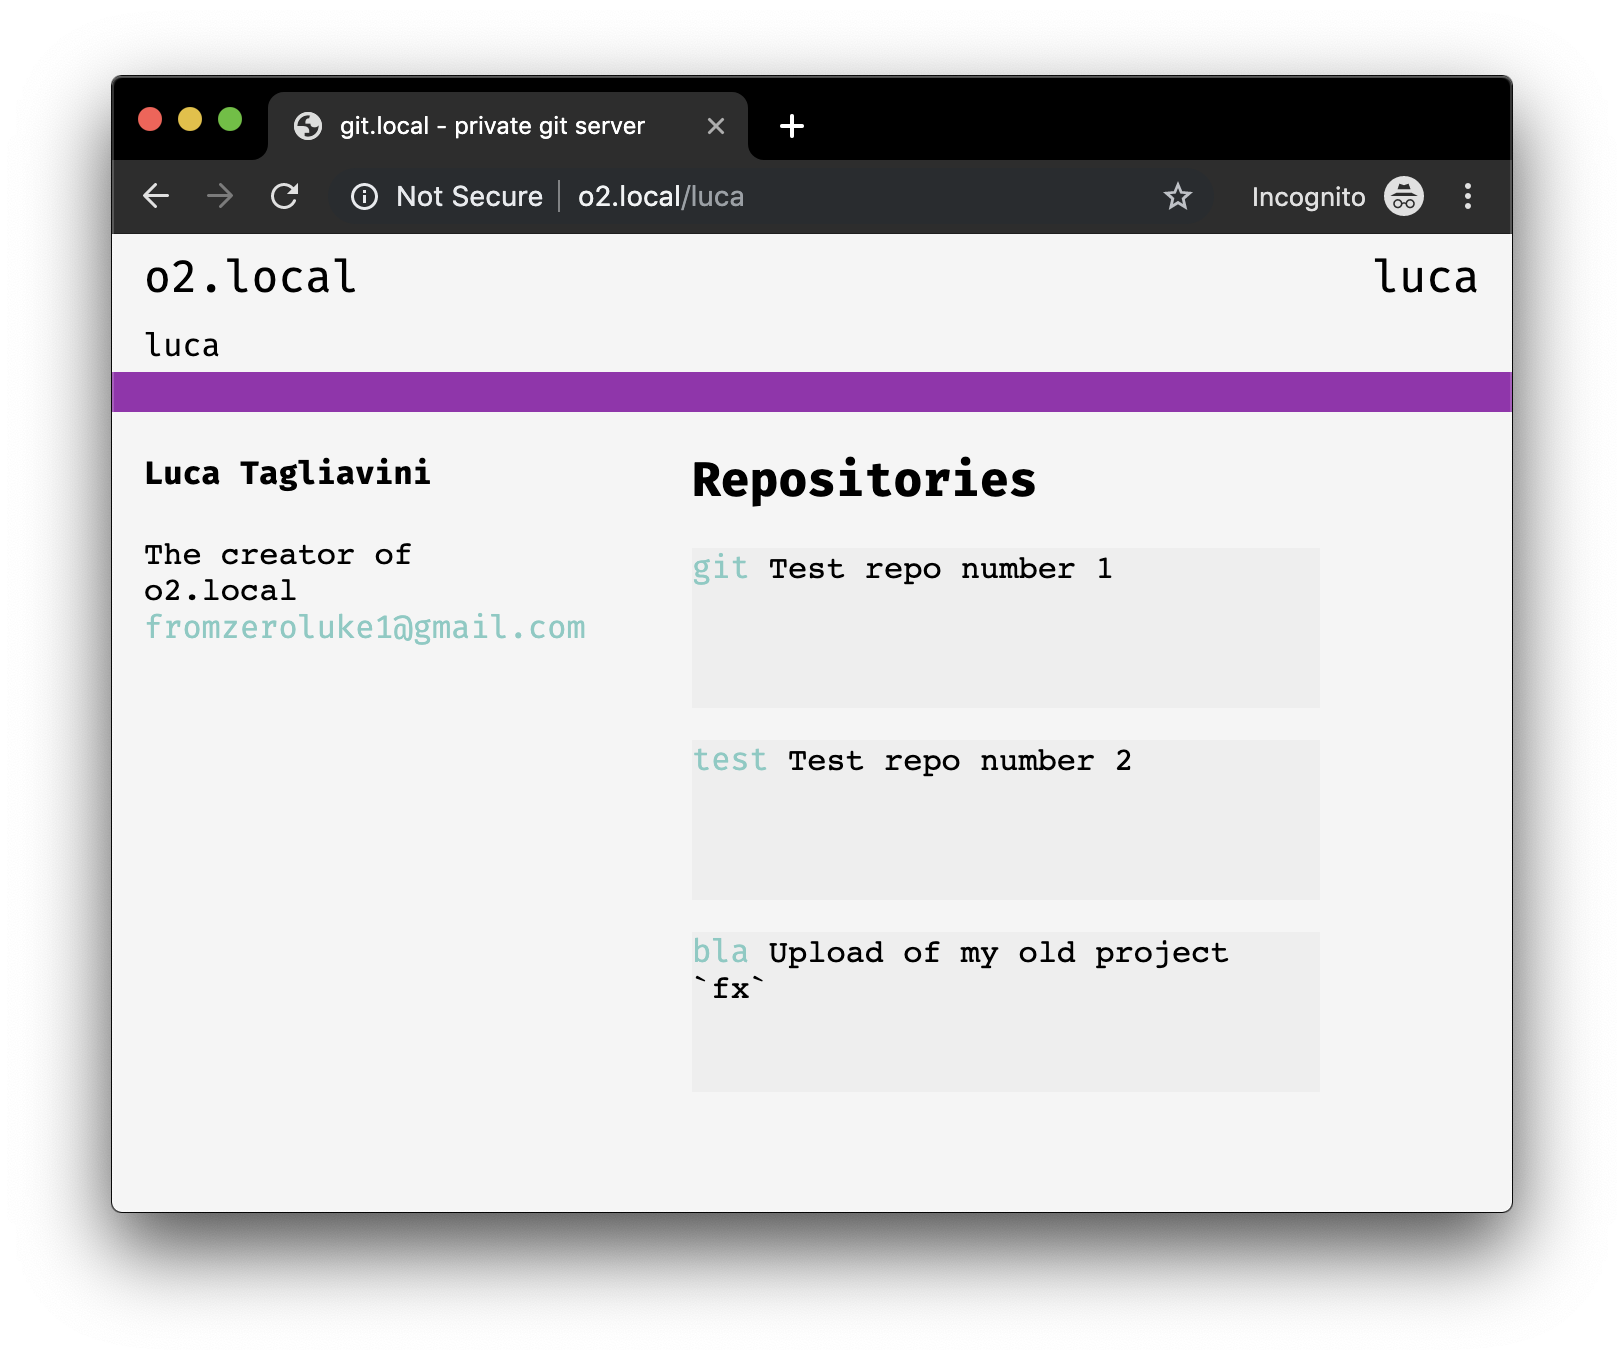 git.local - private git server
Not Secure o2.local/luca Incognito
o2.local luca
luca
Luca Tagliavini
The creator of
o2.local
fromzeroluke1@gmail.com
Repositories
git Test repo number 1
test Test repo number 2
bla Upload of my old project
`fx`